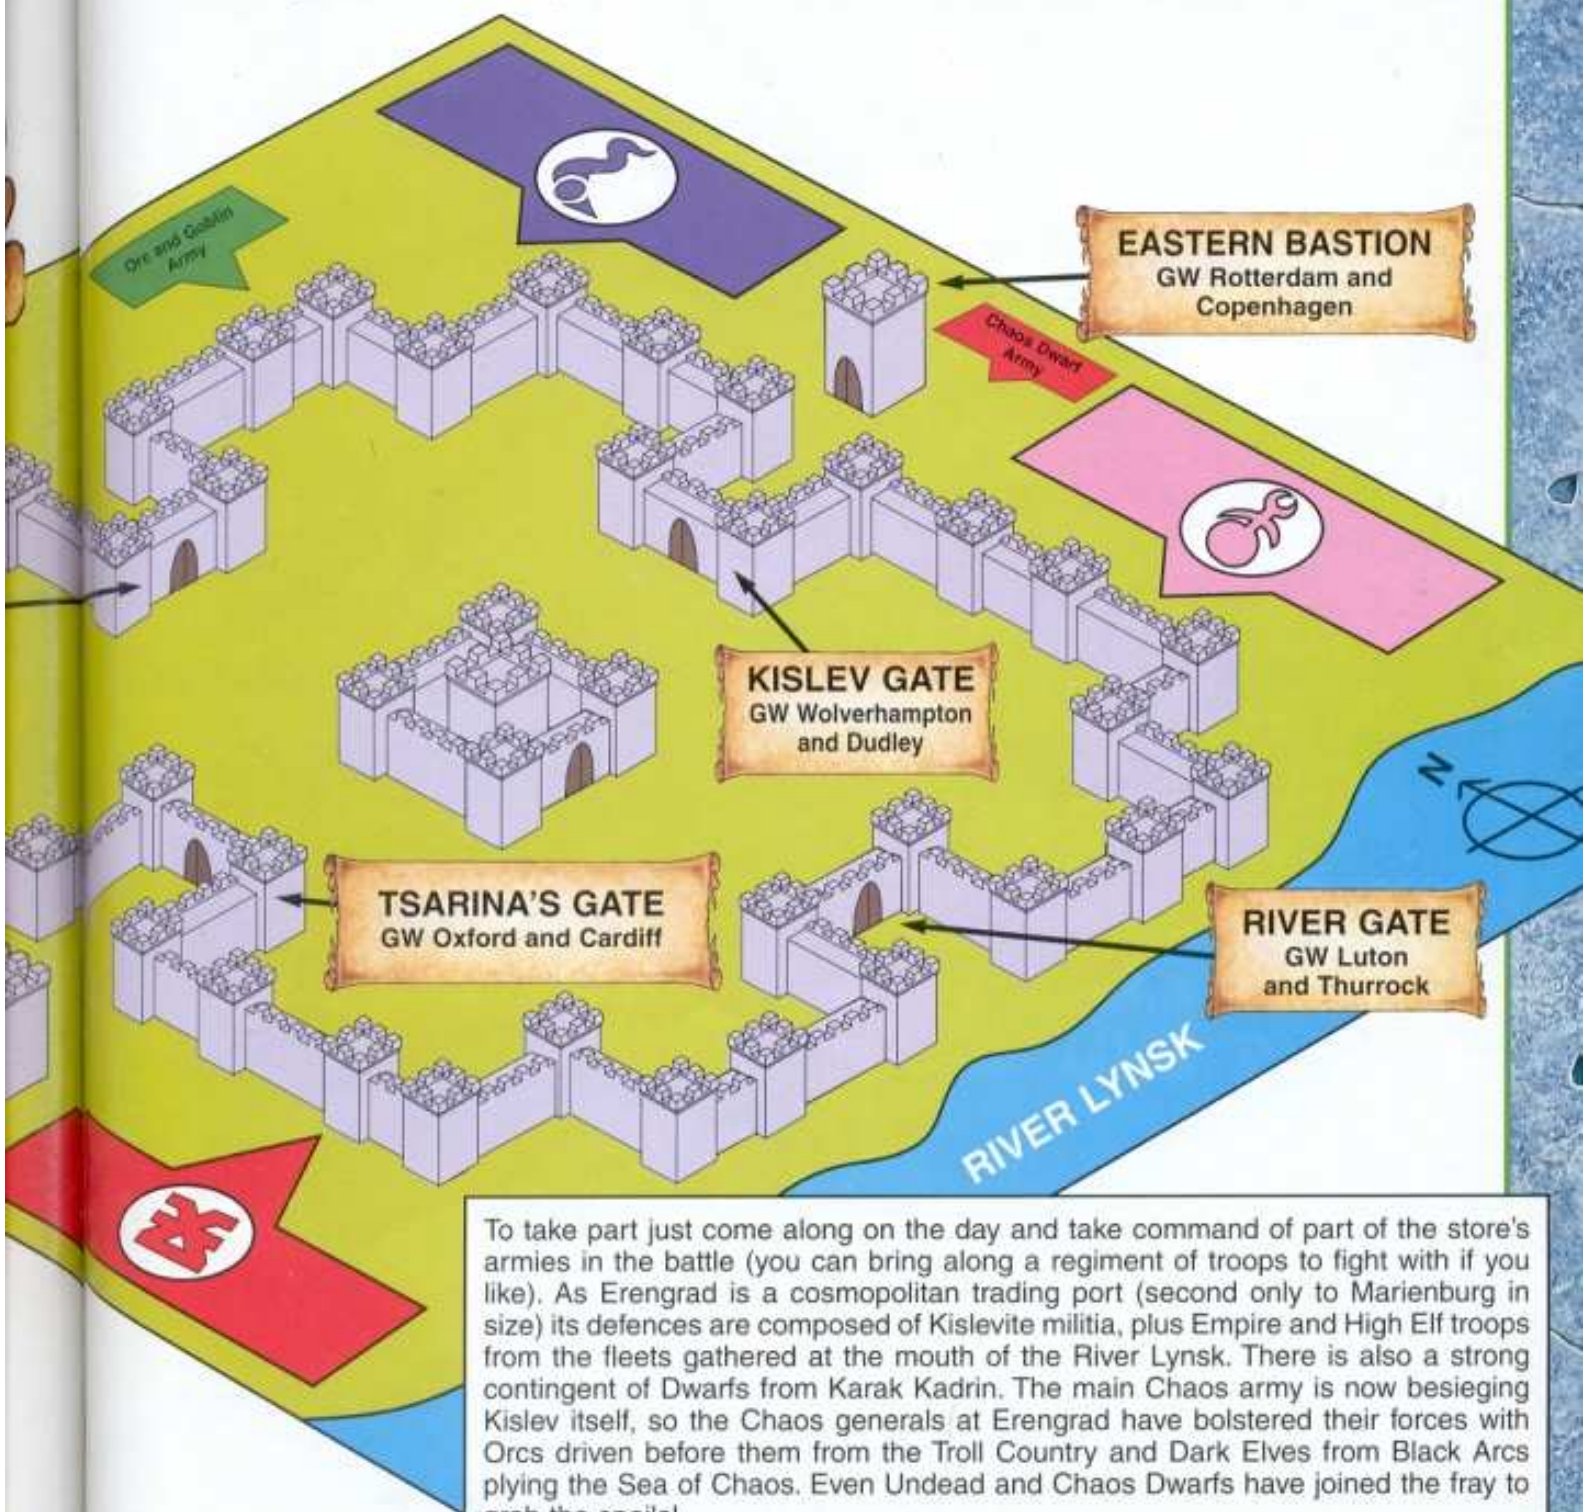 Orc and Goblin
Army
EASTERN BASTION
GW Rotterdam and
Copenhagen
Chaos Dwarf
Army
KISLEV GATE
GW Wolverhampton
and Dudley
N
TSARINA'S GATE
GW Oxford and Cardiff
RIVER GATE
GW Luton
and Thurrock
RIVER LYNSK
To take part just come along on the day and take command of part of the store's
armies in the battle (you can bring along a regiment of troops to fight with if you
like). As Erengrad is a cosmopolitan trading port (second only to Marienburg in
size) its defences are composed of Kislevite militia, plus Empire and High Elf troops
from the fleets gathered at the mouth of the River Lynsk. There is also a strong
contingent of Dwarfs from Karak Kadrin. The main Chaos army is now besieging
Kislev itself, so the Chaos generals at Erengrad have bolstered their forces with
Orcs driven before them from the Troll Country and Dark Elves from Black Arcs
plying the Sea of Chaos. Even Undead and Chaos Dwarfs have joined the fray to